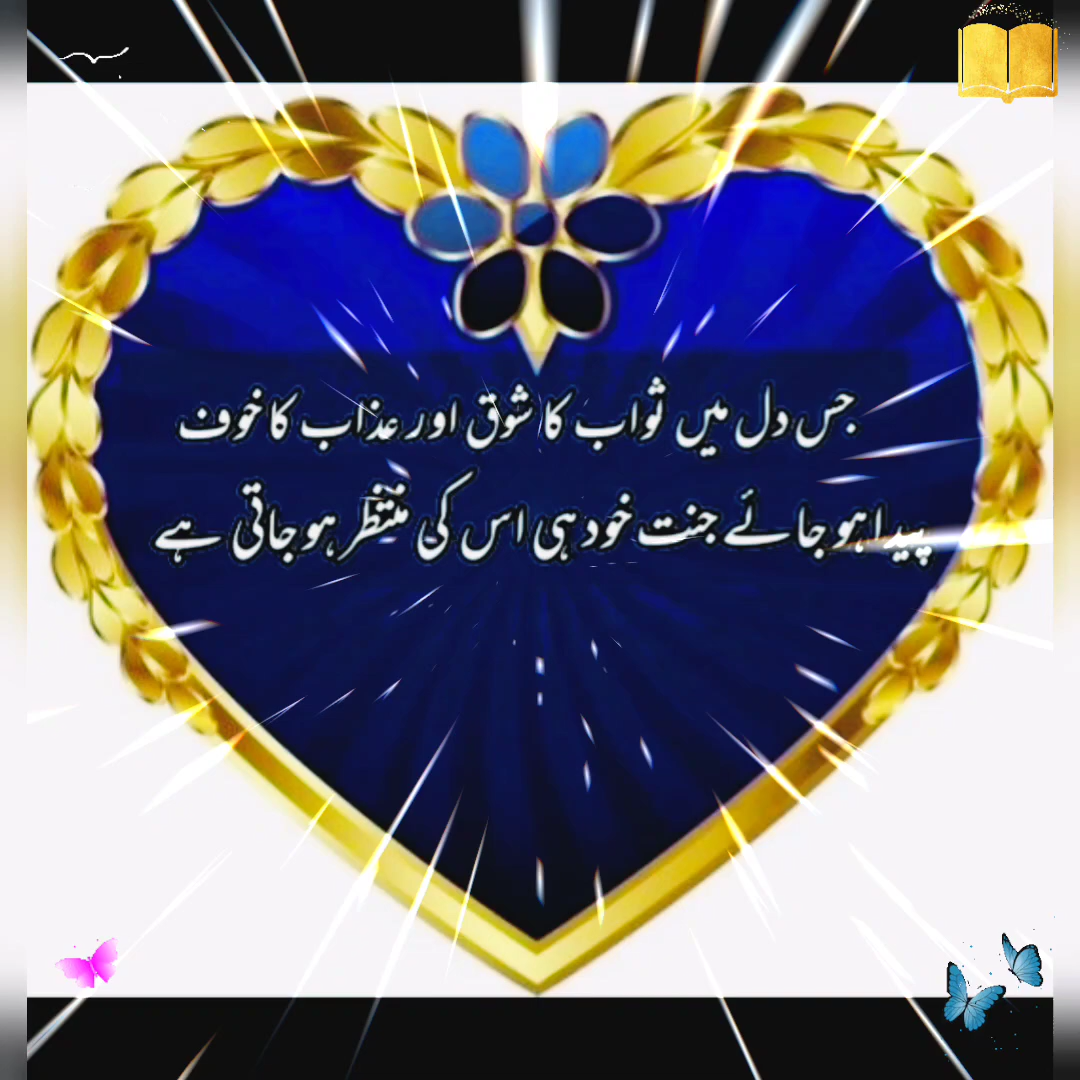 جس دل میں ثواب کا شوق اور عذاب کا خوف
پیدا ہو جائے جنت خود ہی اس کی منتظر ہو جاتی ہے